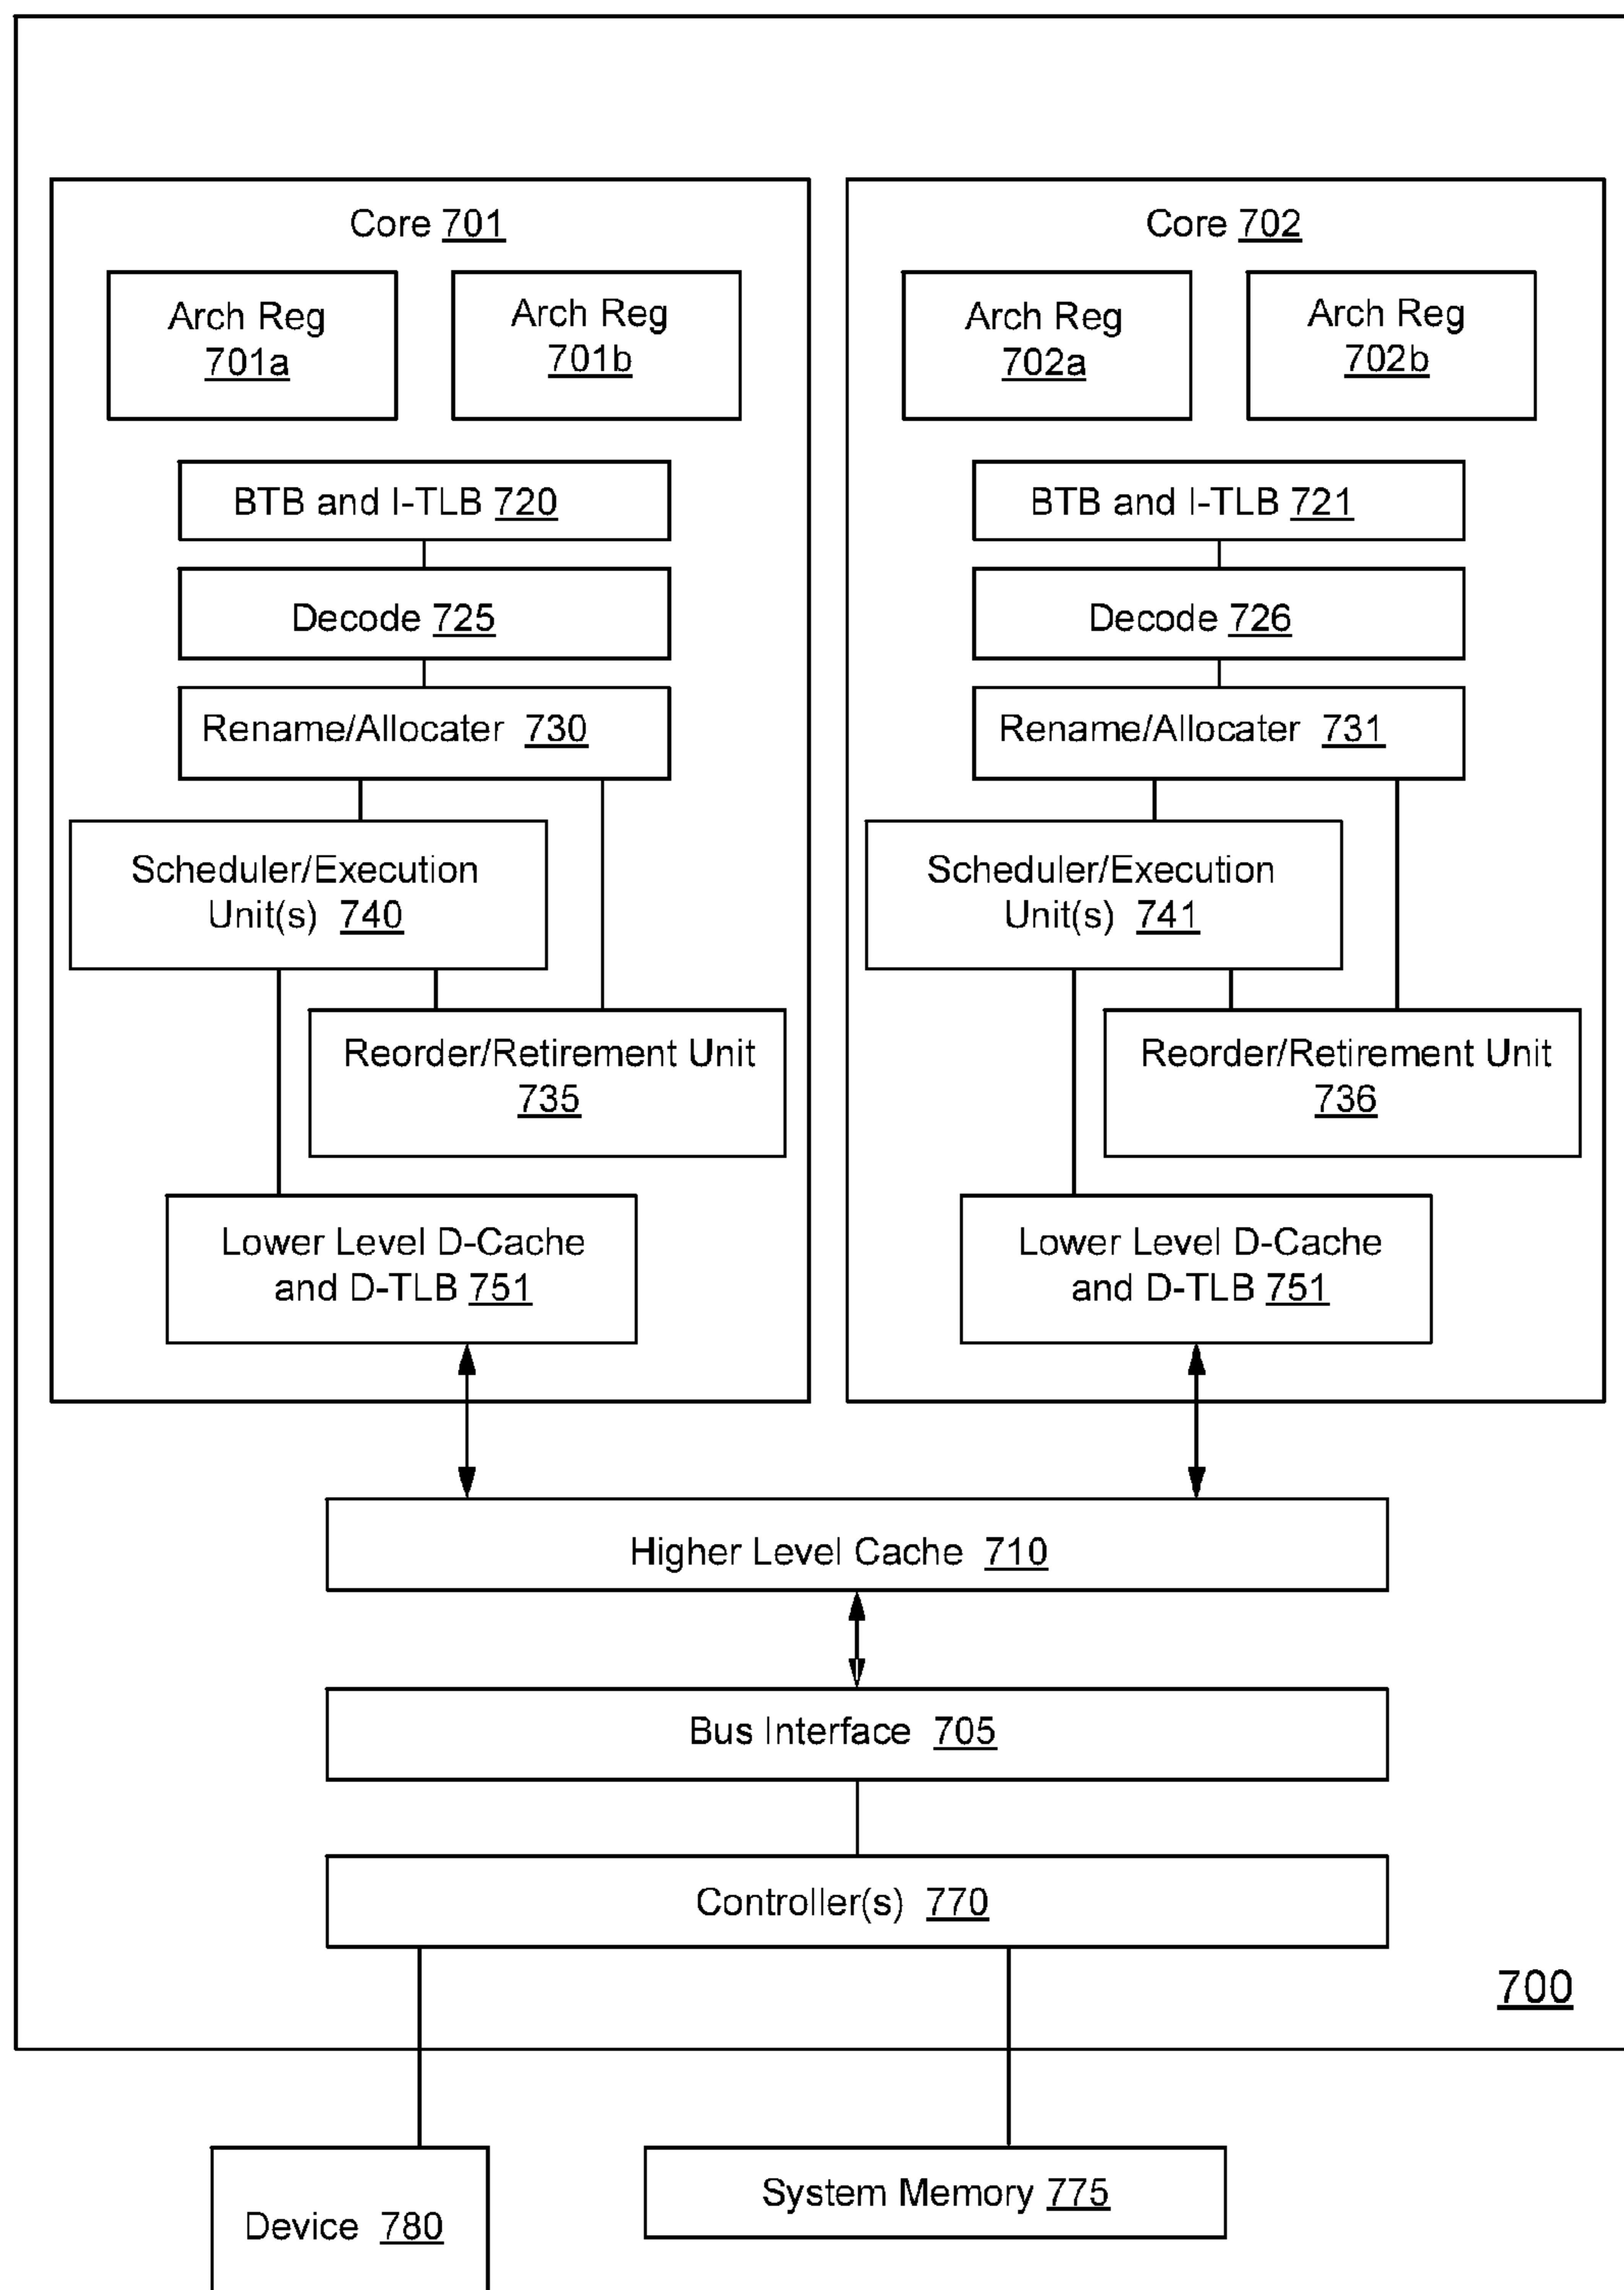 Core 701
Arch Reg
701a
Arch Reg
701b
BTB and I-TLB 720
Decode 725
Rename/Allocater 730
Scheduler/Execution
Unit(s) 740
Reorder/Retirement Unit
735
Lower Level D-Cache
and D-TLB 751
Core 702
Arch Reg
702a
Arch Reg
702b
BTB and I-TLB 721
Decode 726
Rename/Allocater 731
Scheduler/Execution
Unit(s) 741
Reorder/Retirement Unit
736
Lower Level D-Cache
and D-TLB 751
Higher Level Cache 710
Bus Interface 705
Controller(s) 770
700
Device 780
System Memory 775